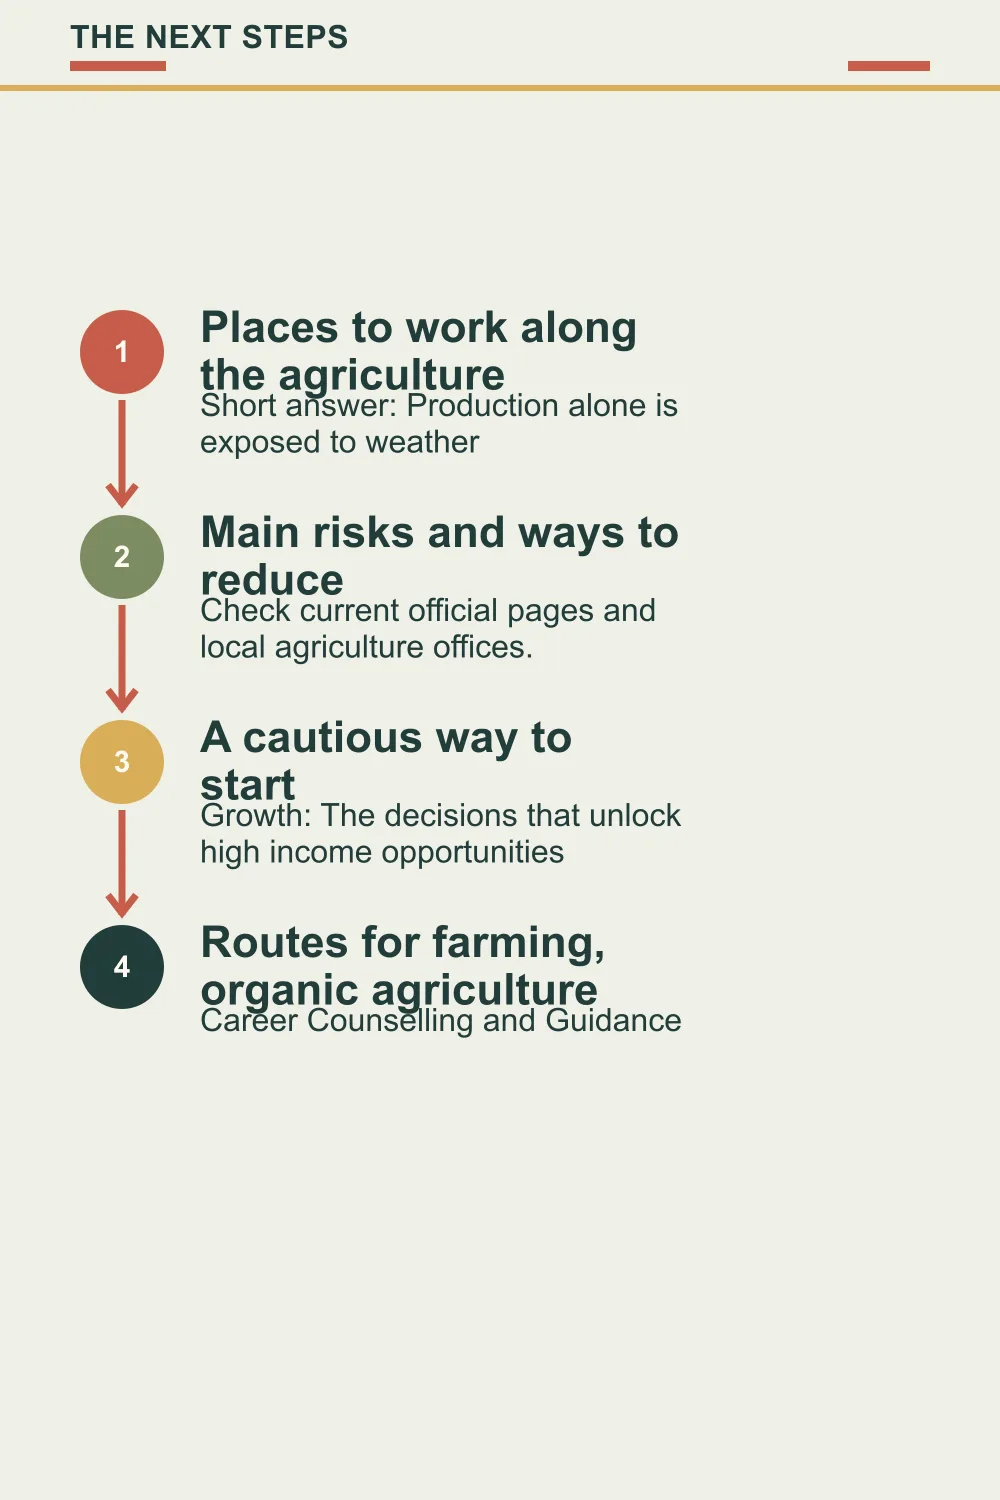 THE NEXT STEPS
1
Places to work along
the agriculture
Short answer: Production alone is
exposed to weather
2
Main risks and ways to
reduce
Check current official pages and
local agriculture offices.
3
A cautious way to
start
Growth: The decisions that unlock
high income opportunities
4
Routes for farming,
organic agriculture
Career Counselling and Guidance